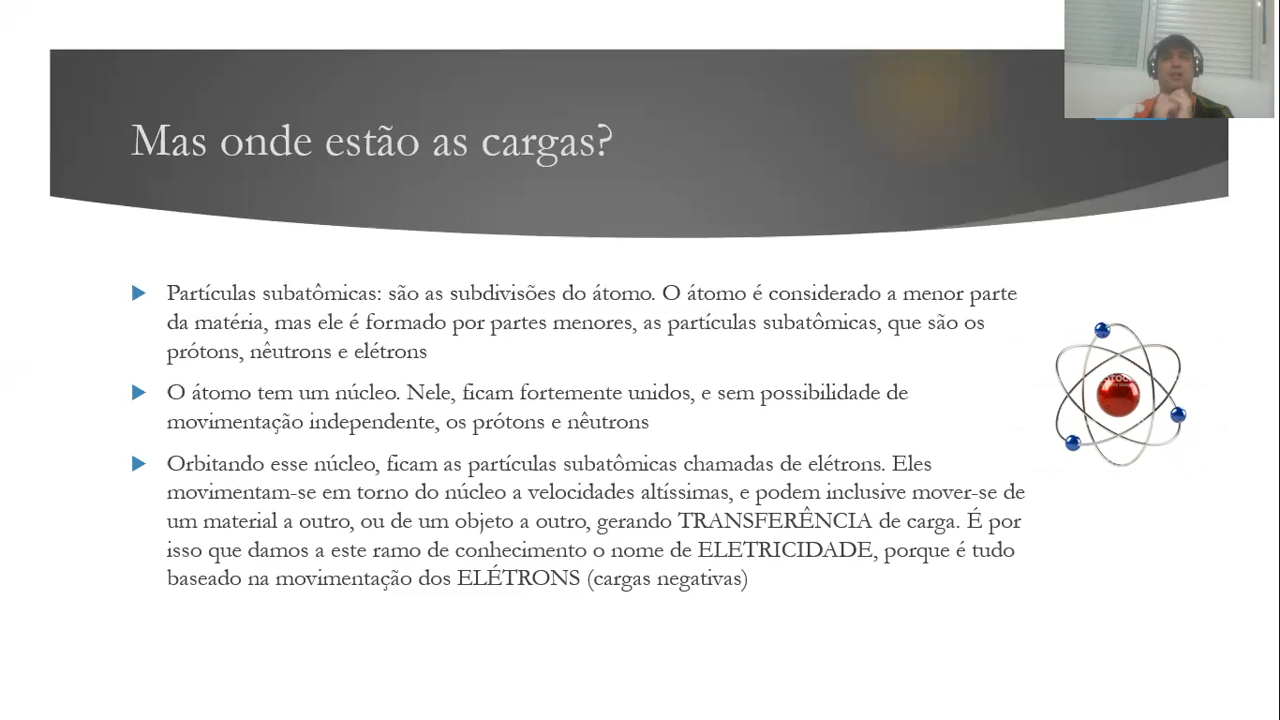 Mas onde estão as cargas?
Partículas subatômicas: são as subdivisões do átomo. O átomo é considerado a menor parte
da matéria, mas ele é formado por partes menores, as partículas subatômicas, que são os
prótons, nêutrons e elétrons
O átomo tem um núcleo. Nele, ficam fortemente unidos, e sem possibilidade de
movimentação independente, os prótons e nêutrons
Orbitando esse núcleo, ficam as partículas subatômicas chamadas de elétrons. Eles
movimentam-se em torno do núcleo a velocidades altíssimas, e podem inclusive mover-se de
um material a outro, ou de um objeto a outro, gerando TRANSFERÊNCIA de carga. É por
isso que damos a este ramo de conhecimento o nome de ELETRICIDADE, porque é tudo
baseado na movimentação dos ELÉTRONS (cargas negativas)